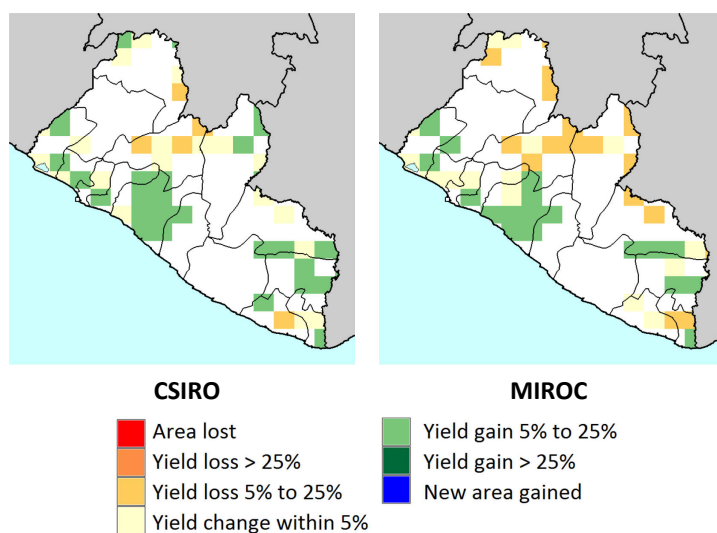 CSIRO
MIROC
Area lost
Yield loss > 25%
Yield loss 5% to 25%
Yield change within 5%
Yield gain 5% to 25%
Yield gain > 25%
New area gained